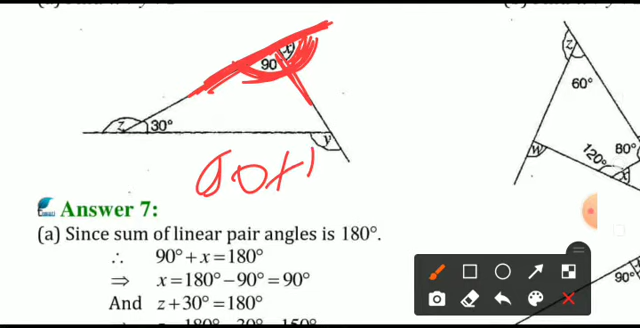 90 x
z 30° y
z
60°
w 120° x 80°
90+
Answer 7:
(a) Since sum of linear pair angles is 180°.
∴ 90° + x = 180°
⇒ x = 180° − 90° = 90°
And z + 30° = 180°
90°